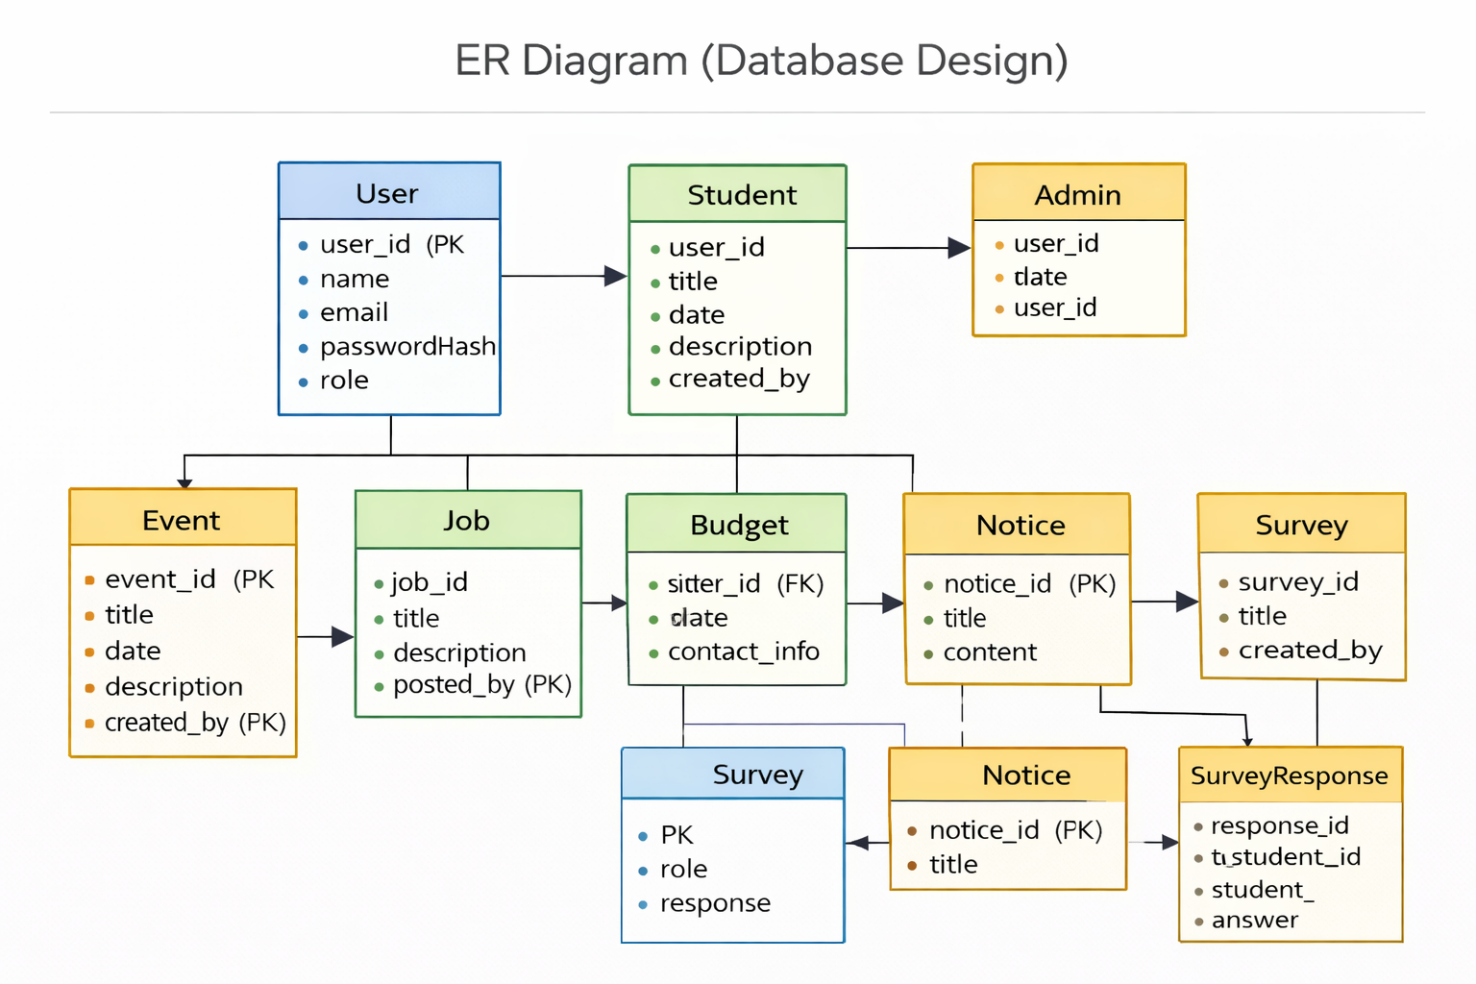 ER Diagram (Database Design)
User
user_id (PK
name
email
passwordHash
role
Student
user_id
title
date
description
created_by
Admin
user_id
date
user_id
Event
event_id (PK
title
date
description
created_by (PK)
Job
job_id
title
description
posted_by (PK)
Budget
sitter_id (FK)
date
contact_info
Notice
notice_id (PK)
title
content
Survey
survey_id
title
created_by
Survey
PK
role
response
Notice
notice_id (PK)
title
SurveyResponse
response_id
student_
answer